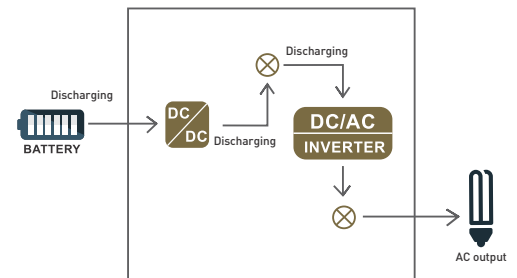 Discharging
Discharging
BATTERY
DC
DC
Discharging
DC/AC
INVERTER
AC output